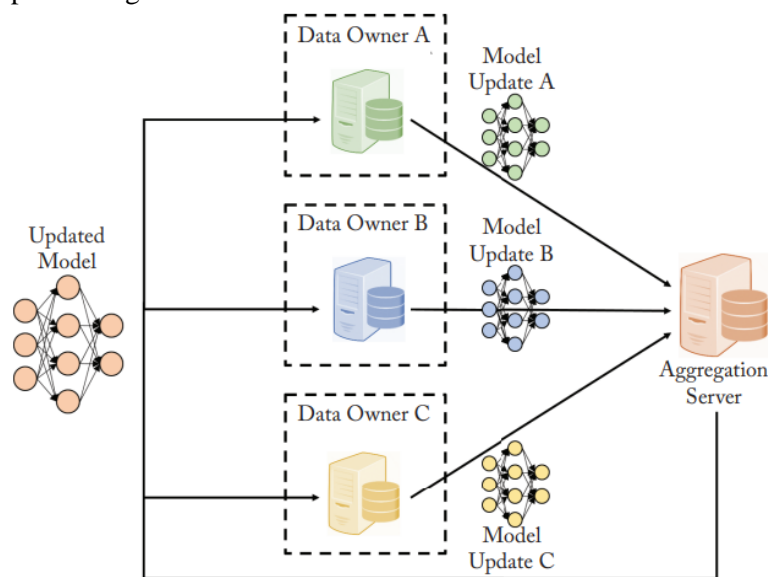 Data Owner A
Model
Update A
Updated
Model
Data Owner B
Model
Update B
Aggregation
Server
Data Owner C
Model
Update C